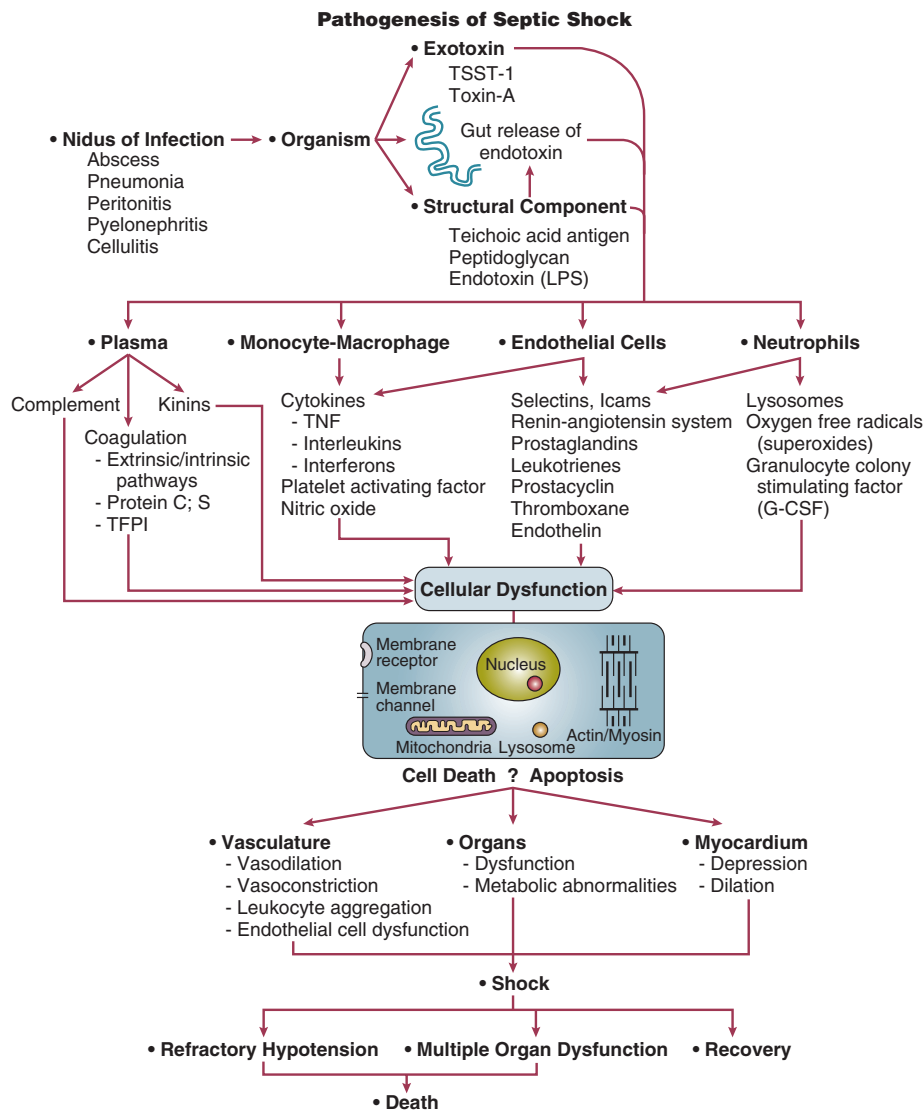 Pathogenesis of Septic Shock
• Exotoxin
TSST-1
Toxin-A
• Nidus of Infection
Abscess
Pneumonia
Peritonitis
Pyelonephritis
Cellulitis
• Organism
Gut release of
endotoxin
• Structural Component
Teichoic acid antigen
Peptidoglycan
Endotoxin (LPS)
• Plasma
• Monocyte-Macrophage
• Endothelial Cells
• Neutrophils
Complement
Kinins
Coagulation
- Extrinsic/intrinsic
pathways
- Protein C; S
- TFPI
Cytokines
- TNF
- Interleukins
- Interferons
Platelet activating factor
Nitric oxide
Selectins, Icams
Renin-angiotensin system
Prostaglandins
Leukotrienes
Prostacyclin
Thromboxane
Endothelin
Lysosomes
Oxygen free radicals
(superoxides)
Granulocyte colony
stimulating factor
(G-CSF)
Cellular Dysfunction
Membrane
receptor
Membrane
channel
Nucleus
Mitochondria
Lysosome
Actin/Myosin
Cell Death ? Apoptosis
• Vasculature
- Vasodilation
- Vasoconstriction
- Leukocyte aggregation
- Endothelial cell dysfunction
• Organs
- Dysfunction
- Metabolic abnormalities
• Myocardium
- Depression
- Dilation
• Shock
• Refractory Hypotension
• Multiple Organ Dysfunction
• Recovery
• Death